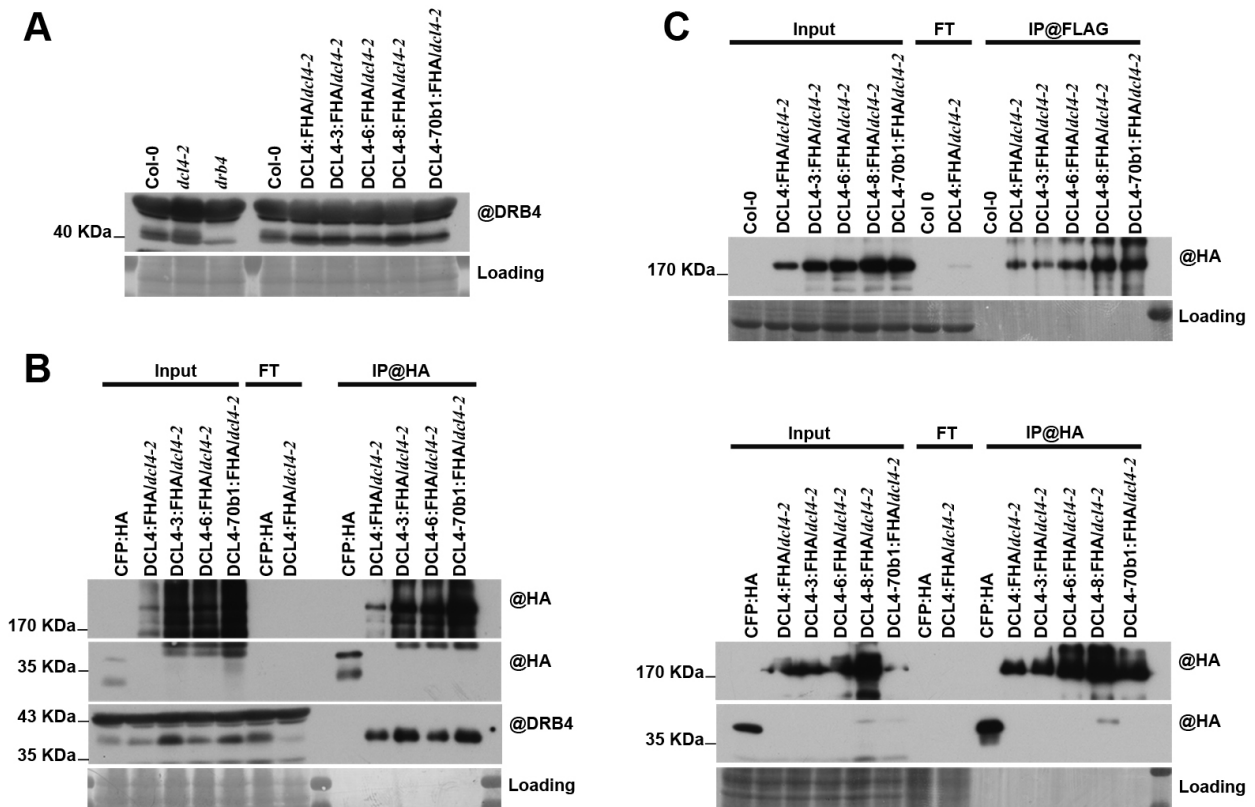 A
Col-0
dcl4-2
drb4
Col-0
DCL4:FHA/dcl4-2
DCL4-3:FHA/dcl4-2
DCL4-6:FHA/dcl4-2
DCL4-8:FHA/dcl4-2
DCL4-70b1:FHA/dcl4-2
40 KDa
@DRB4
Loading
B
Input
FT
IP@HA
CFP:HA
DCL4:FHA/dcl4-2
DCL4-3:FHA/dcl4-2
DCL4-6:FHA/dcl4-2
DCL4-70b1:FHA/dcl4-2
CFP:HA
DCL4:FHA/dcl4-2
CFP:HA
DCL4:FHA/dcl4-2
DCL4-3:FHA/dcl4-2
DCL4-6:FHA/dcl4-2
DCL4-70b1:FHA/dcl4-2
170 KDa
@HA
35 KDa
@HA
43 KDa
@DRB4
35 KDa
Loading
C
Input
FT
IP@FLAG
Col-0
DCL4:FHA/dcl4-2
DCL4-3:FHA/dcl4-2
DCL4-6:FHA/dcl4-2
DCL4-8:FHA/dcl4-2
DCL4-70b1:FHA/dcl4-2
Col 0
DCL4:FHA/dcl4-2
Col-0
DCL4:FHA/dcl4-2
DCL4-3:FHA/dcl4-2
DCL4-6:FHA/dcl4-2
DCL4-8:FHA/dcl4-2
DCL4-70b1:FHA/dcl4-2
170 KDa
@HA
Loading
Input
FT
IP@HA
CFP:HA
DCL4:FHA/dcl4-2
DCL4-3:FHA/dcl4-2
DCL4-6:FHA/dcl4-2
DCL4-8:FHA/dcl4-2
DCL4-70b1:FHA/dcl4-2
CFP:HA
DCL4:FHA/dcl4-2
CFP:HA
DCL4:FHA/dcl4-2
DCL4-3:FHA/dcl4-2
DCL4-6:FHA/dcl4-2
DCL4-8:FHA/dcl4-2
DCL4-70b1:FHA/dcl4-2
170 KDa
@HA
35 KDa
@HA
Loading